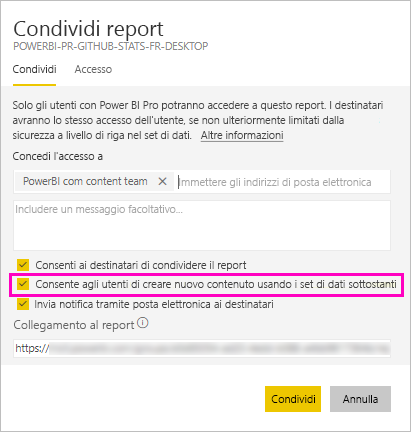 Condividi report
POWERBI-PR-GITHUB-STATS-FR-DESKTOP
Condividi Accesso
Solo gli utenti con Power BI Pro potranno accedere a questo report. I destinatari
avranno lo stesso accesso dell'utente, se non ulteriormente limitati dalla
sicurezza a livello di riga nel set di dati. Altre informazioni
Concedi l'accesso a
PowerBI com content team × Immettere gli indirizzi di posta elettronica
Includere un messaggio facoltativo...
Consenti ai destinatari di condividere il report
Consente agli utenti di creare nuovo contenuto usando i set di dati sottostanti
Invia notifica tramite posta elettronica ai destinatari
Collegamento al report
https://
Condividi Annulla